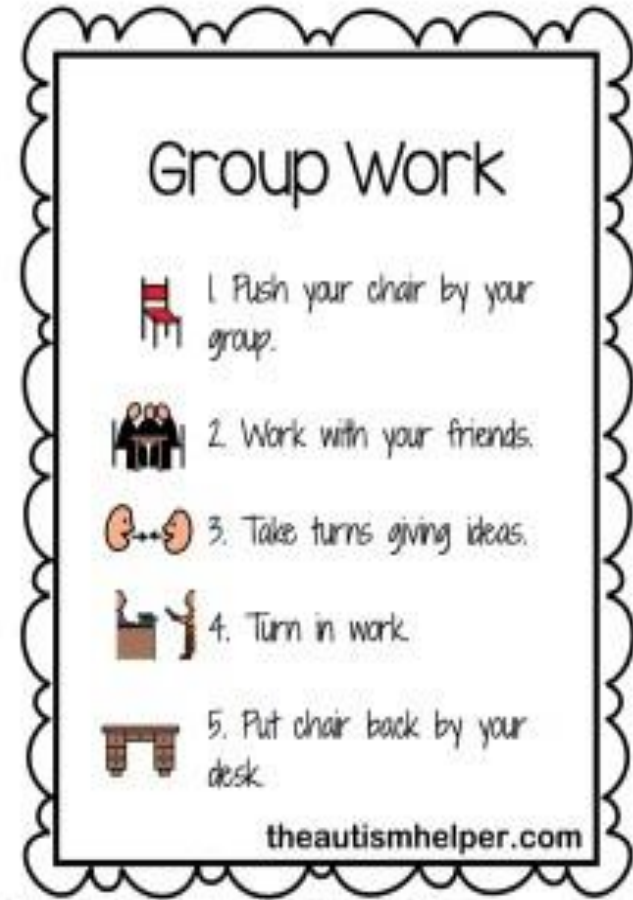 Group Work
1. Push your chair by your
group.
2. Work with your friends.
3. Take turns giving ideas.
4. Turn in work.
5. Put chair back by your
desk.
theautismhelper.com